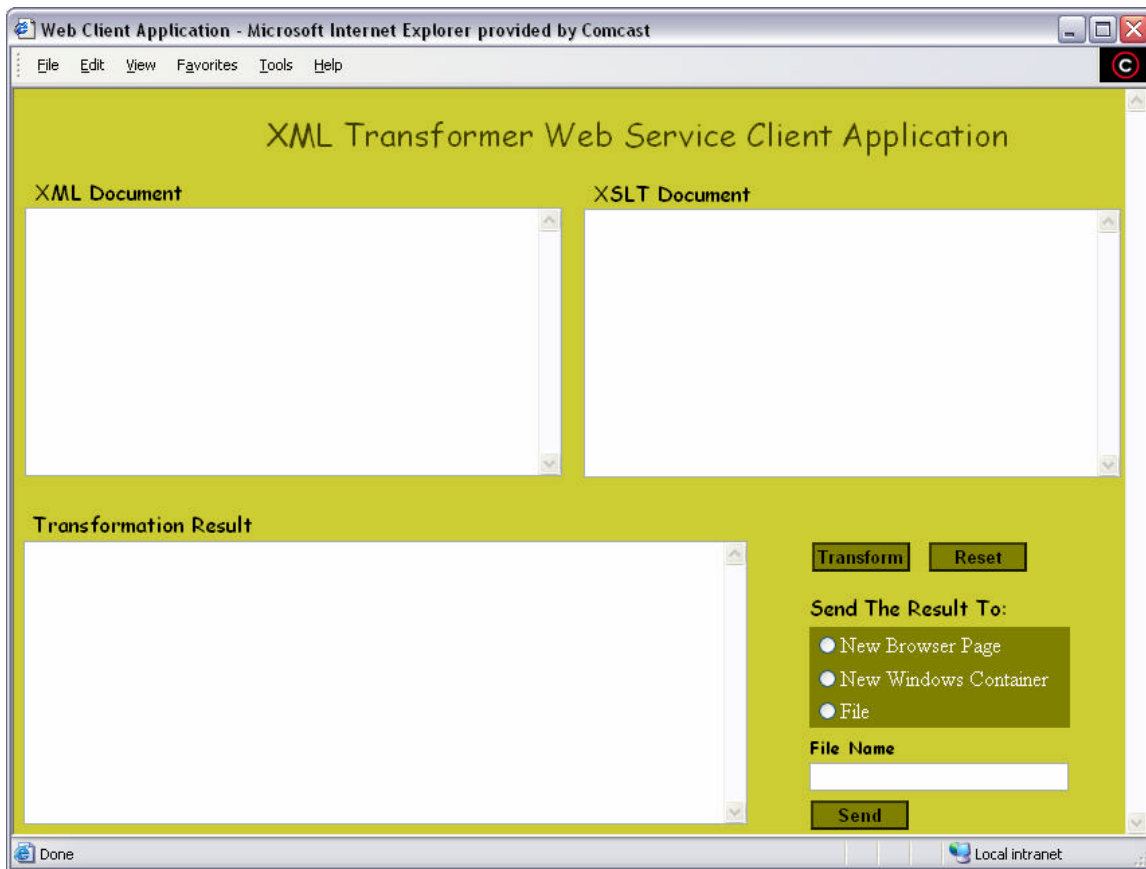 Web Client Application - Microsoft Internet Explorer provided by Comcast
File Edit View Favorites Tools Help
C
XML Transformer Web Service Client Application
XML Document
XSLT Document
Transformation Result
Transform
Reset
Send The Result To:
New Browser Page
New Windows Container
File
File Name
Send
Done
Local intranet